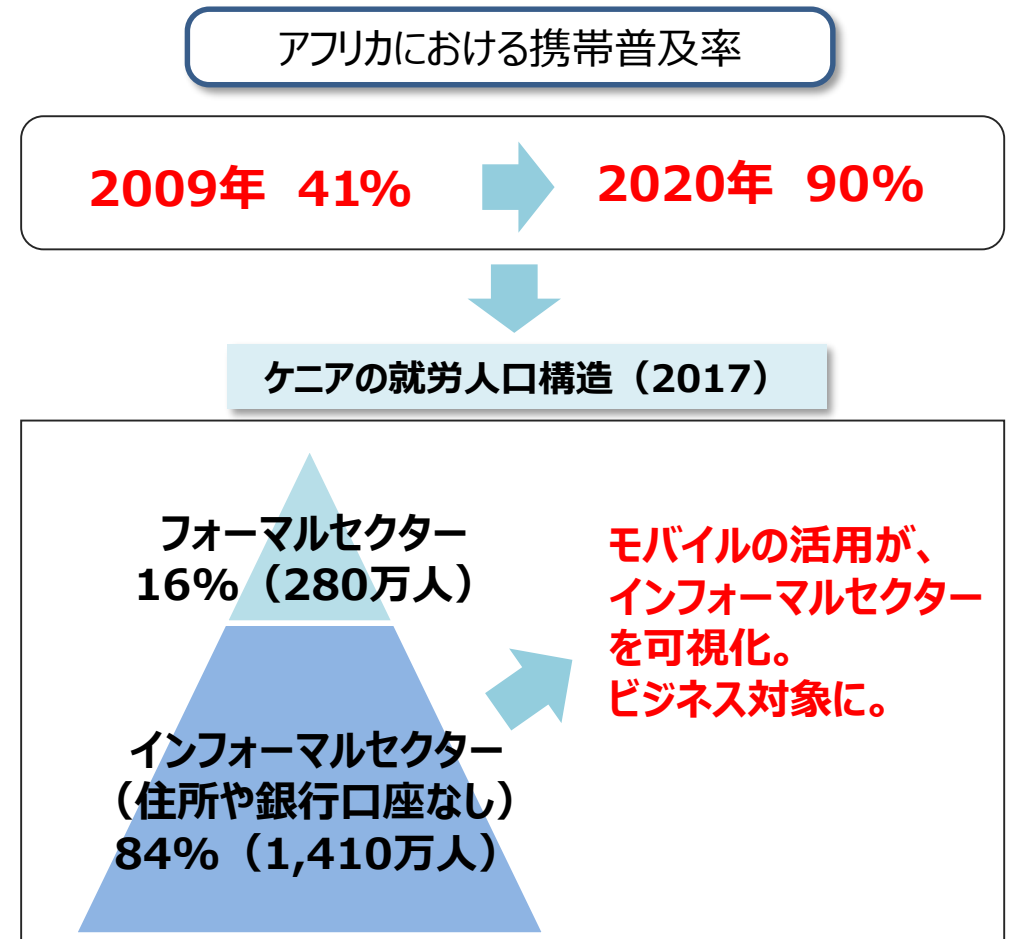 アフリカにおける携帯普及率
2009年 41%
2020年 90%
ケニアの就労人口構造（2017）
フォーマルセクター
16%（280万人）
モバイルの活用が、
インフォーマルセクター
を可視化。
ビジネス対象に。
インフォーマルセクター
（住所や銀行口座なし）
84%（1,410万人）